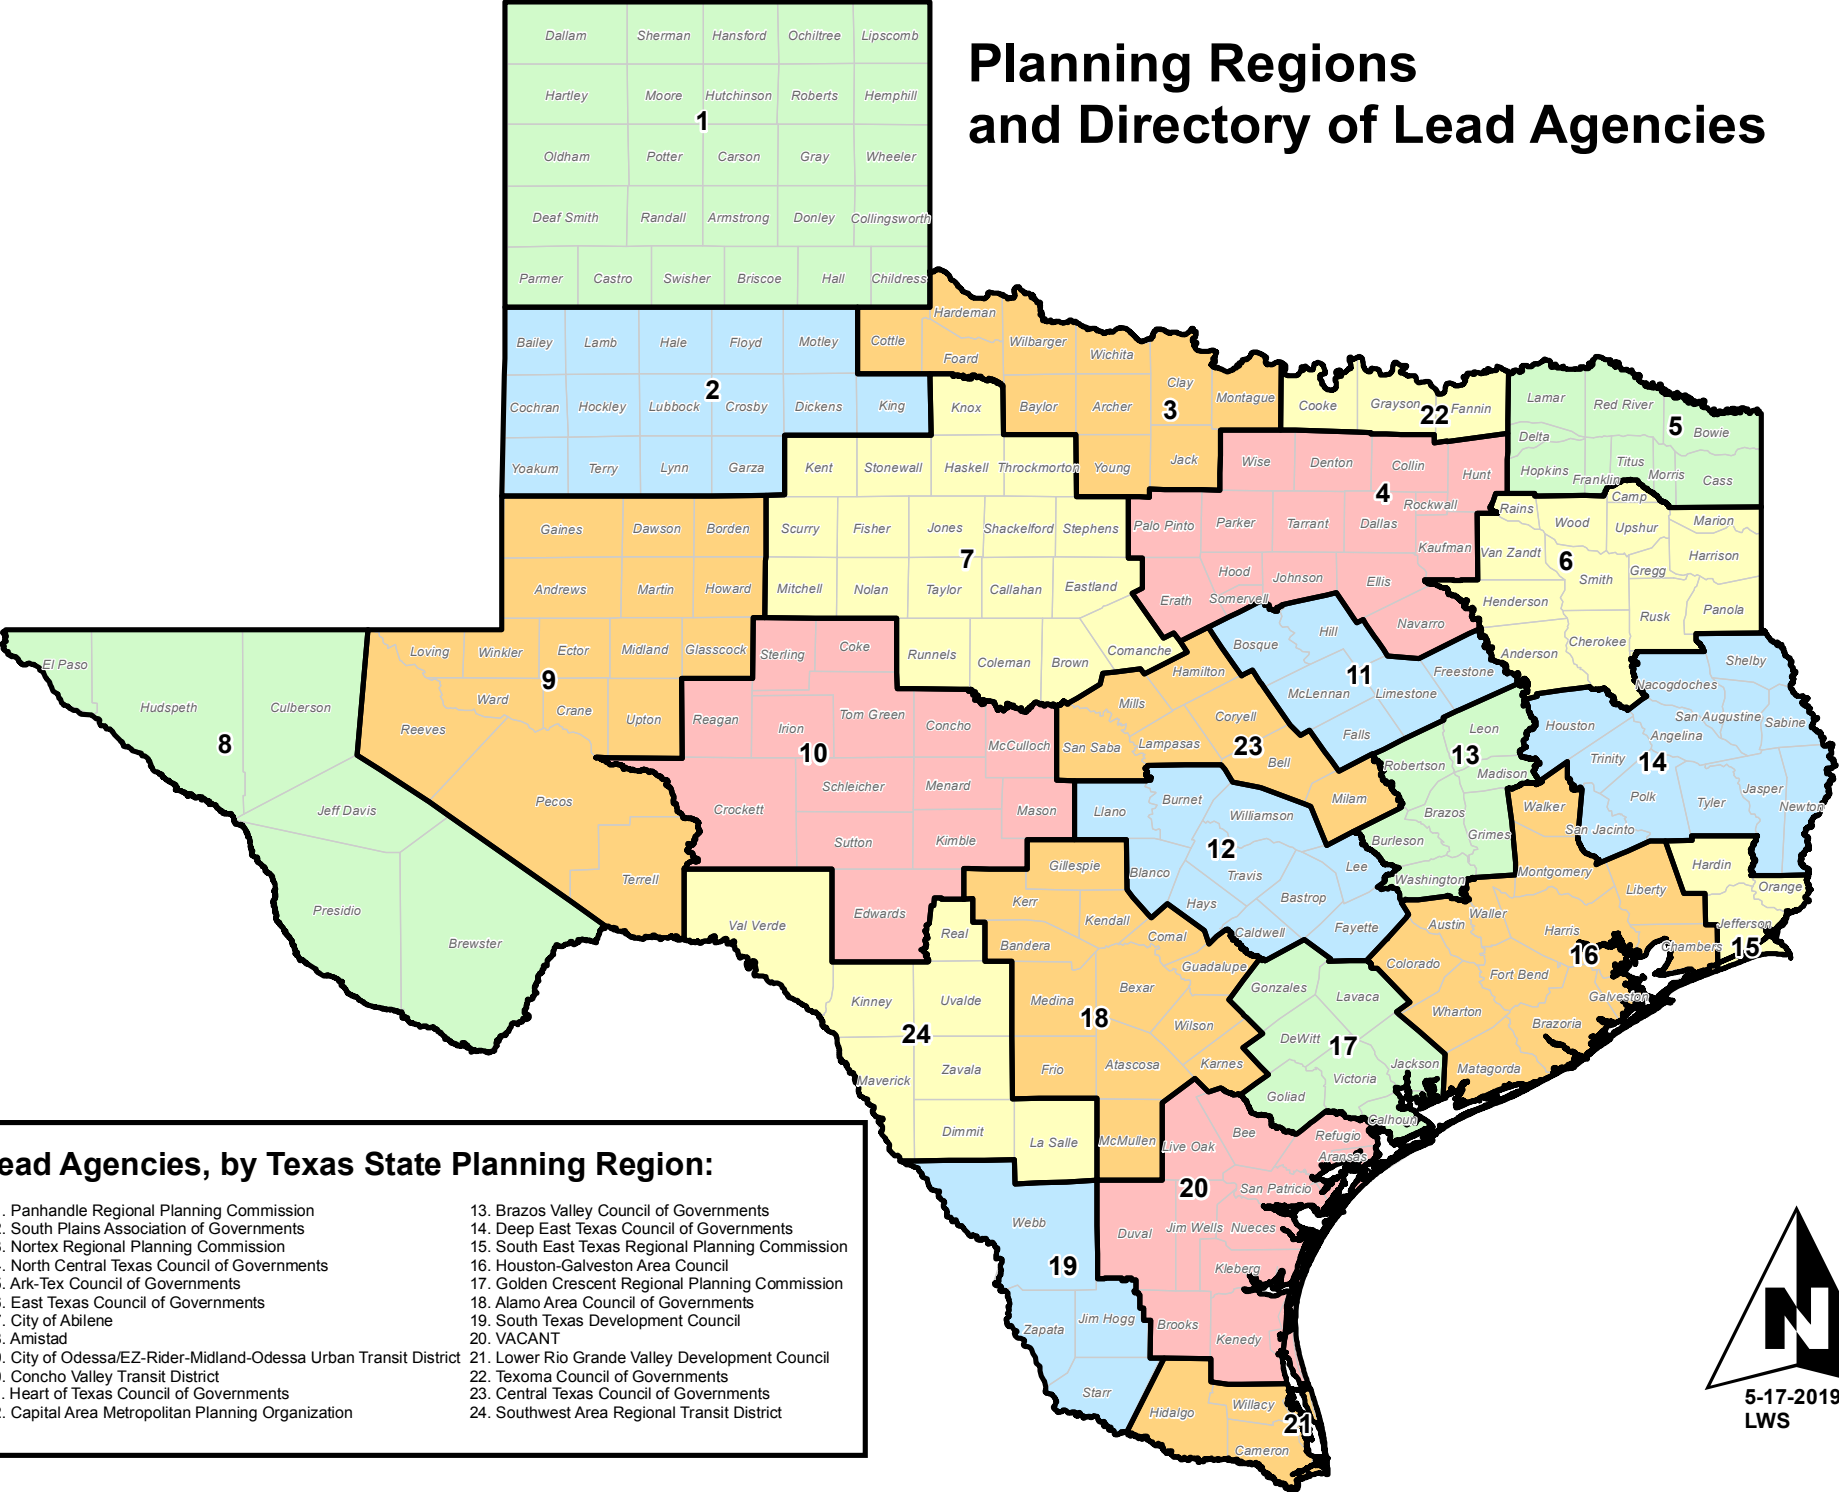 Planning Regions
and Directory of Lead Agencies
Dallam Sherman Hansford Ochiltree Lipscomb
Hartley Moore Hutchinson Roberts Hemphill
1
Oldham Potter Carson Gray Wheeler
Deaf Smith Randall Armstrong Donley Collingsworth
Parmer Castro Swisher Briscoe Hall Childress
Bailey Lamb Hale Floyd Motley
2
Cochran Hockley Lubbock Crosby Dickens King
Yoakum Terry Lynn Garza
Hardeman
Cottle Foard Wilbarger Wichita
Clay
Baylor Archer 3 Montague
Young Jack
Cooke Grayson 22 Fannin
Lamar Red River
5 Bowie
Delta
Hopkins Franklin Titus Morris Cass
Wise Denton Collin Hunt
4
Rockwall
Palo Pinto Parker Tarrant Dallas
Kaufman
Hood Johnson Ellis
Erath Somervell
Navarro
Camp
Rains Wood Upshur Marion
Van Zandt 6 Harrison
Smith Gregg
Henderson Rusk Panola
Anderson Cherokee
Knox
Kent Stonewall Haskell Throckmorton
Scurry Fisher Jones Shackelford Stephens
7
Mitchell Nolan Taylor Callahan Eastland
Runnels Coleman Brown Comanche
El Paso
Hudspeth Culberson
8
Jeff Davis
Presidio Brewster
Gaines Dawson Borden
Andrews Martin Howard
Loving Winkler Ector Midland Glasscock
9
Ward Crane Upton
Reeves
Pecos
Terrell
Sterling Coke
Reagan Irion Tom Green Concho
10 McCulloch
Schleicher Menard
Crockett Mason
Sutton Kimble
Edwards
Bosque Hill
11 Freestone
McLennan Limestone
Falls
Llano Burnet Williamson
12
Blanco Travis Lee
Hays Bastrop
Caldwell Fayette
Leon
13
Robertson Madison
Brazos
Burleson Grimes
Washington
Shelby
Nacogdoches
Houston San Augustine Sabine
Angelina
Trinity 14
Polk Tyler Jasper
Newton
San Jacinto
Hardin
Orange
Jefferson
15
Walker
Montgomery
Liberty
Austin Waller
Harris
16 Chambers
Colorado Fort Bend
Galveston
Wharton Brazoria
Matagorda
Gonzales Lavaca
DeWitt 17
Jackson
Victoria
Goliad
Calhoun
Gillespie
Kerr Kendall
Bandera Comal
Guadalupe
Medina Bexar
18 Wilson
Frio Atascosa Karnes
McMullen
Webb
19
Zapata Jim Hogg
Starr
Live Oak Bee Refugio
Aransas
20 San Patricio
Duval Jim Wells Nueces
Kleberg
Brooks Kenedy
Hidalgo Willacy
21
Cameron
Hamilton
Mills
Coryell
San Saba Lampasas 23
Bell
Milam
Val Verde Real
Kinney Uvalde
24
Maverick Zavala
Dimmit La Salle
ead Agencies, by Texas State Planning Region:
. Panhandle Regional Planning Commission
. South Plains Association of Governments
. Nortex Regional Planning Commission
. North Central Texas Council of Governments
. Ark-Tex Council of Governments
. East Texas Council of Governments
. City of Abilene
. Amistad
. City of Odessa/EZ-Rider-Midland-Odessa Urban Transit District
. Concho Valley Transit District
. Heart of Texas Council of Governments
. Capital Area Metropolitan Planning Organization
13. Brazos Valley Council of Governments
14. Deep East Texas Council of Governments
15. South East Texas Regional Planning Commission
16. Houston-Galveston Area Council
17. Golden Crescent Regional Planning Commission
18. Alamo Area Council of Governments
19. South Texas Development Council
20. VACANT
21. Lower Rio Grande Valley Development Council
22. Texoma Council of Governments
23. Central Texas Council of Governments
24. Southwest Area Regional Transit District
N
5-17-2019
LWS